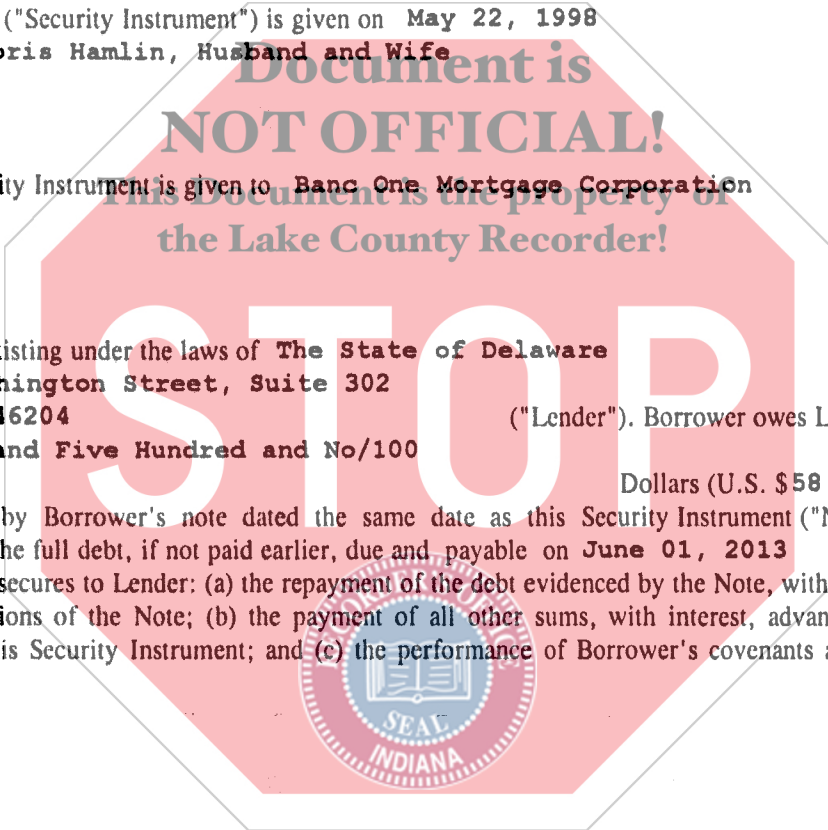 ("Security Instrument") is given on May 22, 1998
oris Hamlin, Husband and Wife
Document is
NOT OFFICIAL!
ity Instrument is given to Banc One Mortgage Corporation
This Document is the property of
the Lake County Recorder!
STOP
isting under the laws of The State of Delaware
hington Street, Suite 302
46204 ("Lender"). Borrower owes L
and Five Hundred and No/100
Dollars (U.S. $58
by Borrower's note dated the same date as this Security Instrument ("N
he full debt, if not paid earlier, due and payable on June 01, 2013
secures to Lender: (a) the repayment of the debt evidenced by the Note, with
ions of the Note; (b) the payment of all other sums, with interest, advan
is Security Instrument; and (c) the performance of Borrower's covenants a
RECORDER'S OFFICE
SEAL
INDIANA